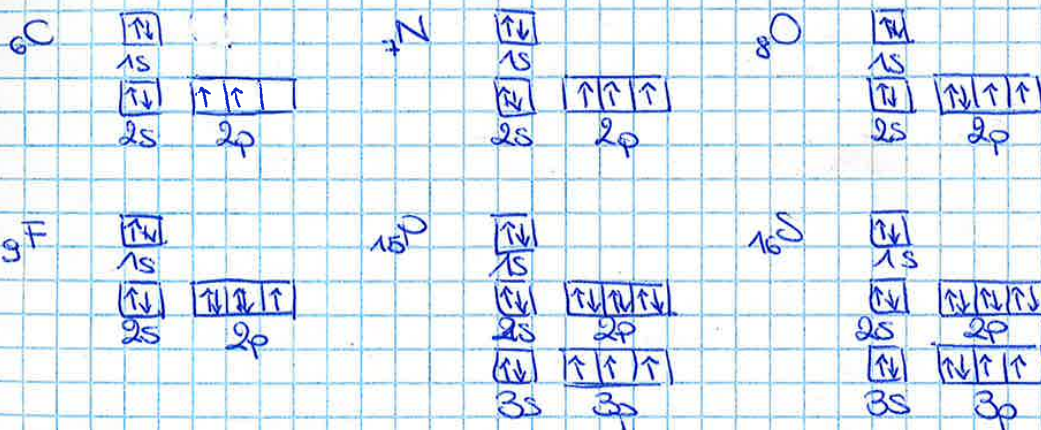 ₆C ↑↓ ₇N ↑↓ ₈O ↑↓
1s 1s 1s
↑↓ ↑ ↑ ↑↓ ↑ ↑ ↑ ↑↓ ↑↓ ↑ ↑
2s 2p 2s 2p 2s 2p
₉F ↑↓ ₁₅P ↑↓ ₁₆S ↑↓
1s 1s 1s
↑↓ ↑↓ ↑↓ ↑ ↑↓ ↑↓ ↑↓ ↑↓ ↑↓ ↑↓ ↑↓ ↑↓
2s 2p 2s 2p 2s 2p
↑↓ ↑ ↑ ↑ ↑↓ ↑↓ ↑ ↑
3s 3p 3s 3p